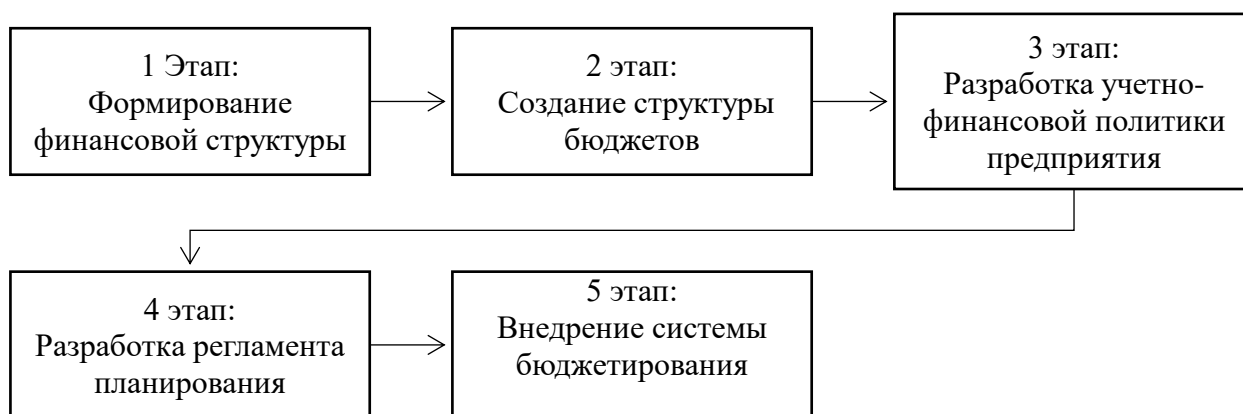 1 Этап:
Формирование
финансовой структуры
2 этап:
Создание структуры
бюджетов
3 этап:
Разработка учетно-
финансовой политики
предприятия
4 этап:
Разработка регламента
планирования
5 этап:
Внедрение системы
бюджетирования